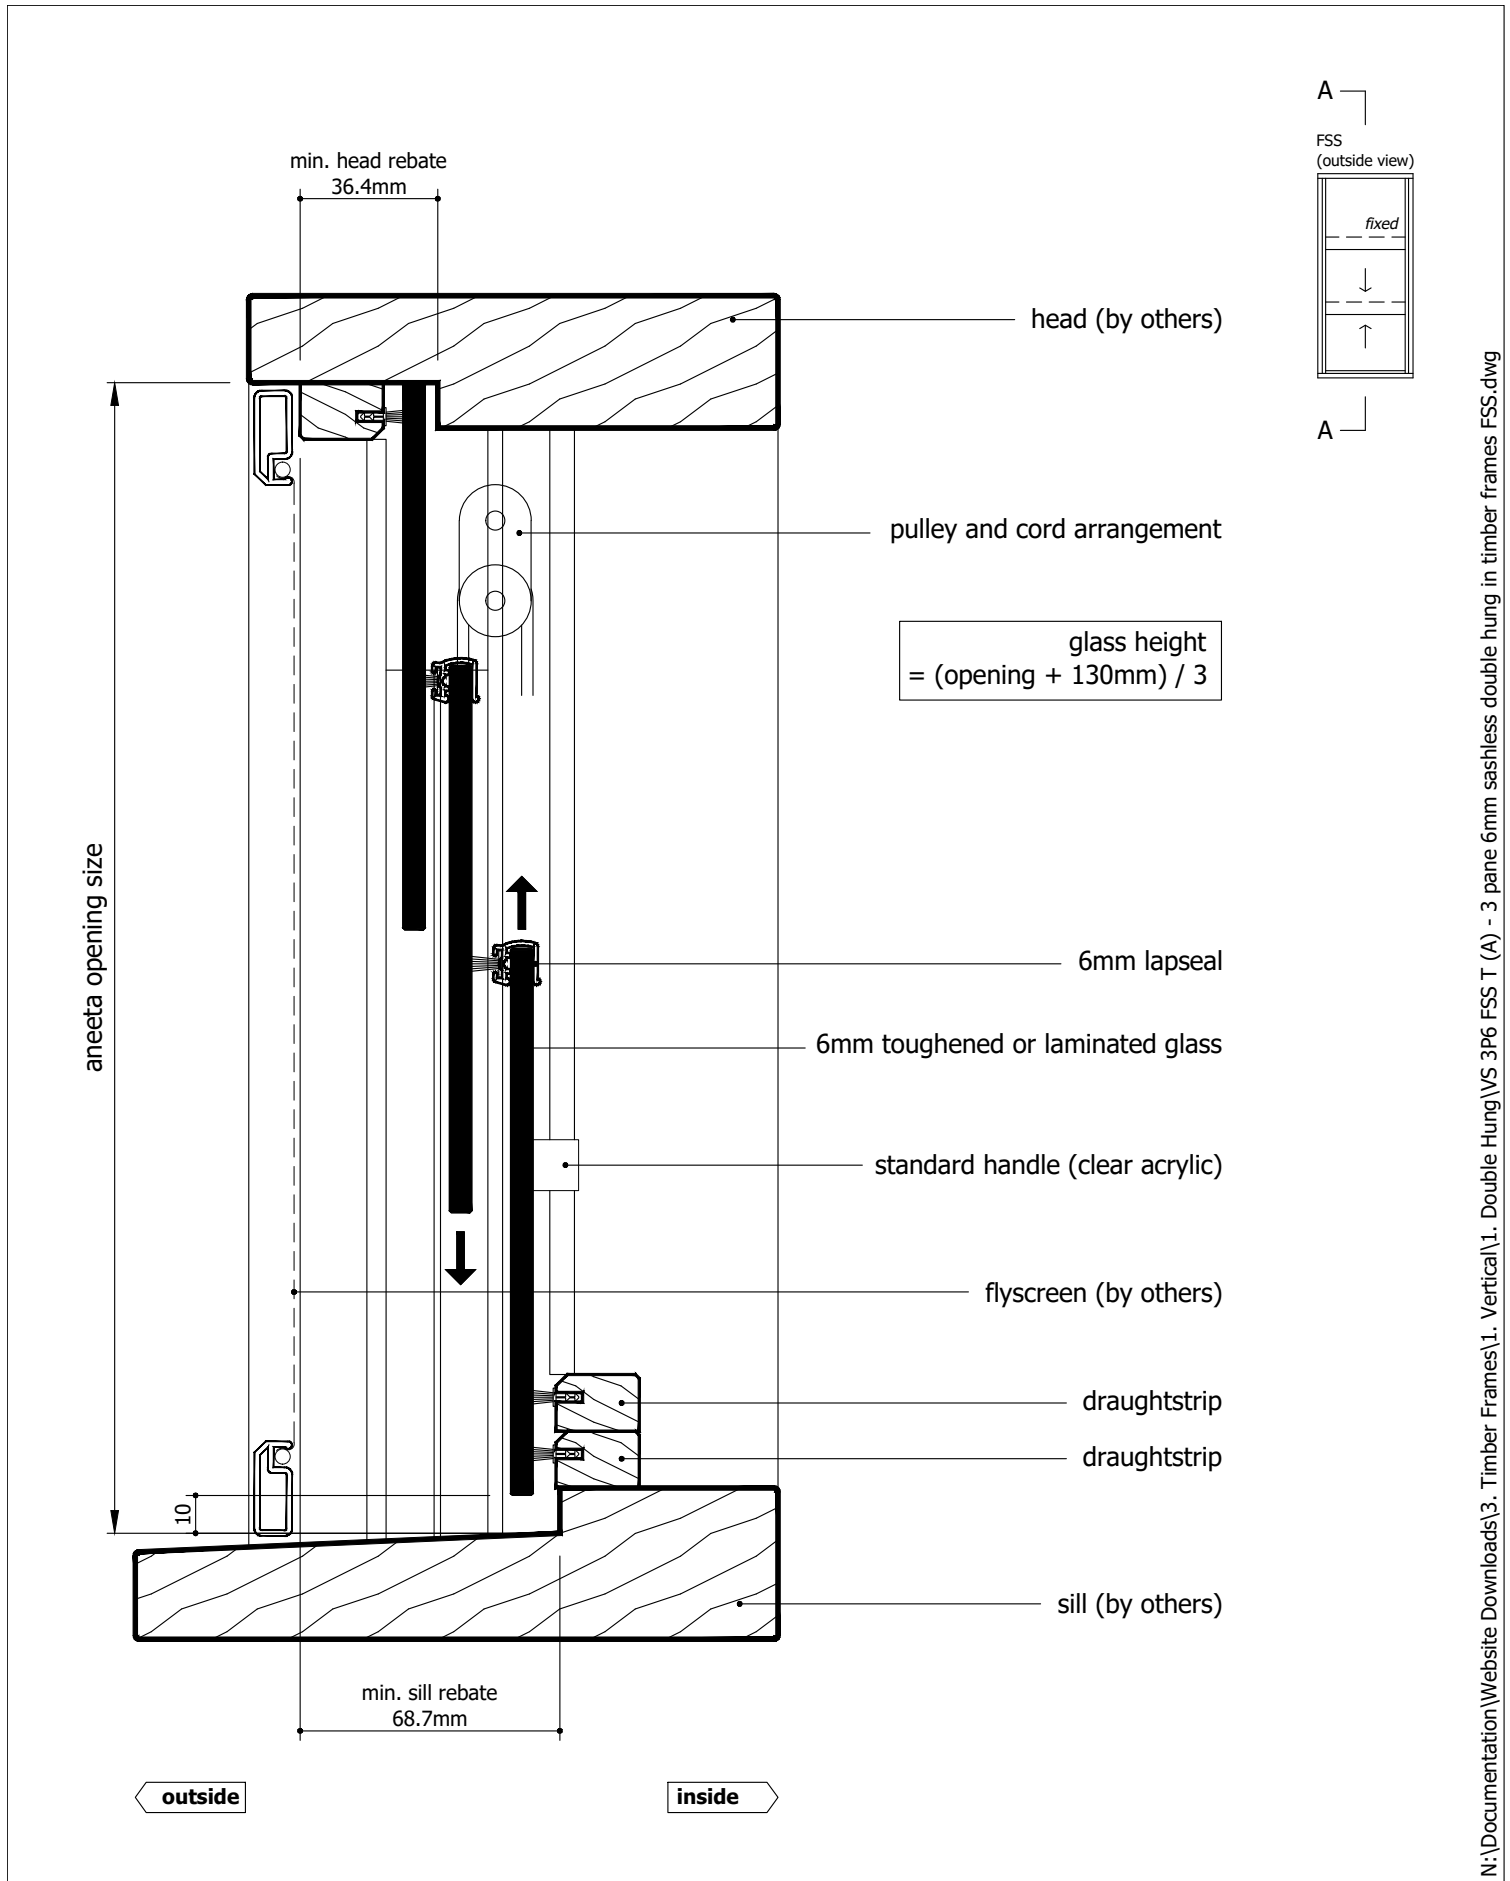 A
FSS
(outside view)
fixed
A
min. head rebate
36.4mm
head (by others)
pulley and cord arrangement
glass height
= (opening + 130mm) / 3
aneeta opening size
6mm lapseal
6mm toughened or laminated glass
standard handle (clear acrylic)
flyscreen (by others)
draughtstrip
draughtstrip
10
sill (by others)
min. sill rebate
68.7mm
outside
inside
N:\Documentation\Website Downloads\3. Timber Frames\1. Vertical\1. Double Hung\VS 3P6 FSS T (A) - 3 pane 6mm sashless double hung in timber frames FSS.dwg